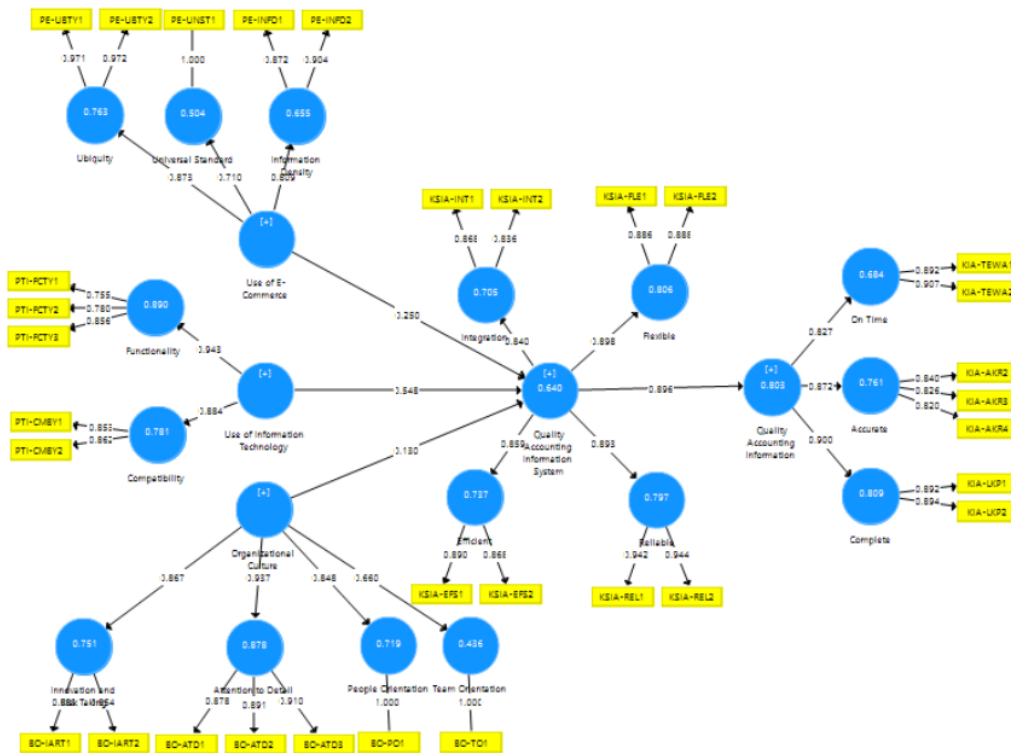 PE-UBTY1 PE-UBTY2 PE-UNST1 PE-INFD1 PE-INFD2
0.971 0.972 1.000 0.872 0.904
0.763 0.504 0.655
Ubiquity
Universal Standard
Information
Density
0.873 0.710 0.809
[+]
Use of E-
Commerce
KSIA-INT1 KSIA-INT2 KSIA-FLE1 KSIA-FLE2
0.868 0.836 0.886 0.888
0.705 0.806
Integration Flexible
0.840 0.898
0.250
PTI-FCTY1
PTI-FCTY2
PTI-FCTY3
0.755
0.780
0.856
0.890
Functionality
0.943
[+]
Use of Information
Technology
0.548
0.884
PTI-CMBY1
PTI-CMBY2
0.853
0.862
0.781
Compatibility
[+]
0.640
Quality
Accounting
Information
System
0.896
[+]
0.803
Quality
Accounting
Information
0.827
0.872
0.900
0.684
On Time
0.892
0.907
KIA-TEWA1
KIA-TEWA2
0.761
Accurate
0.840
0.826
0.820
KIA-AKR2
KIA-AKR3
KIA-AKR4
0.809
Complete
0.892
0.894
KIA-LKP1
KIA-LKP2
0.130
0.859 0.893
0.737 0.797
Efficient Reliable
0.890 0.868 0.942 0.944
KSIA-EFS1 KSIA-EFS2 KSIA-REL1 KSIA-REL2
[+]
Organizational
Culture
0.867 0.937 0.848 0.660
0.751 0.878 0.719 0.436
Innovation and
Risk Taking
Attention to Detail
People Orientation
Team Orientation
0.878 0.891 0.910 1.000 1.000
BO-IART1 BO-IART2 BO-ATD1 BO-ATD2 BO-ATD3 BO-PO1 BO-TO1